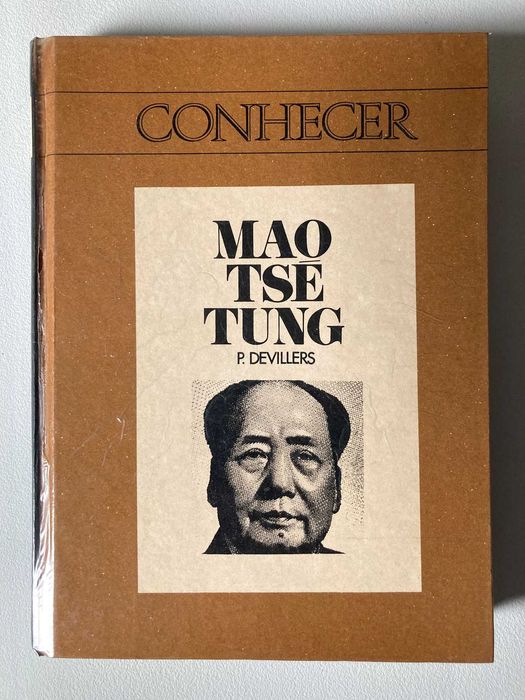 CONHECER
MAO
TSÉ
TUNG
P. DEVILLERS